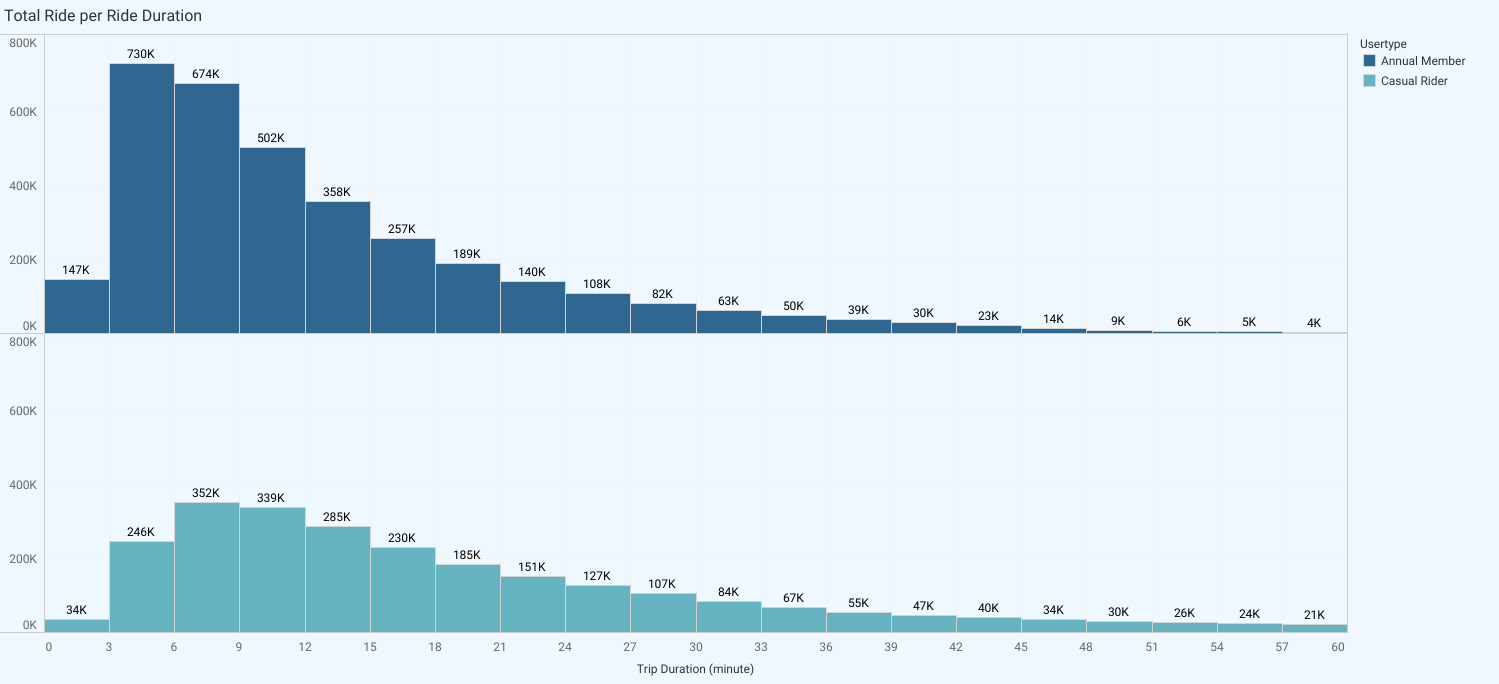 Total Ride per Ride Duration
Usertype
Annual Member
Casual Rider
800K
600K
400K
200K
0K
147K
730K
674K
502K
358K
257K
189K
140K
108K
82K
63K
50K
39K
30K
23K
14K
9K
6K
5K
4K
800K
600K
400K
200K
0K
34K
246K
352K
339K
285K
230K
185K
151K
127K
107K
84K
67K
55K
47K
40K
34K
30K
26K
24K
21K
0 3 6 9 12 15 18 21 24 27 30 33 36 39 42 45 48 51 54 57 60
Trip Duration (minute)